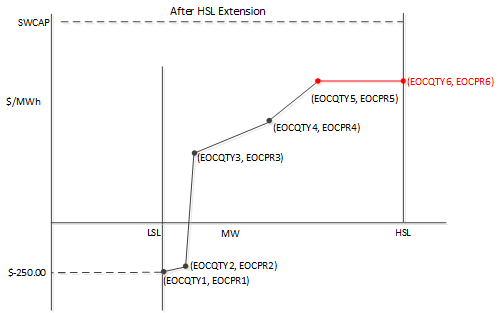 After HSL Extension
SWCAP
(EOCQTY6, EOCPR6)
$/MWh
(EOCQTY5, EOCPR5)
(EOCQTY4, EOCPR4)
(EOCQTY3, EOCPR3)
LSL
MW
HSL
(EOCQTY2, EOCPR2)
$-250.00
(EOCQTY1, EOCPR1)